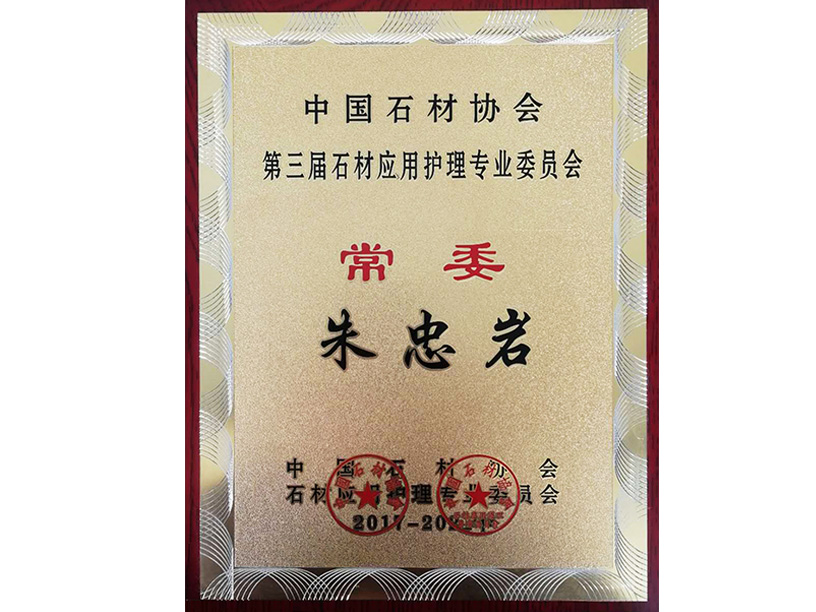 中国石材协会
第三届石材应用护理专业委员会
常委
朱忠岩
中国石材协会
石材应用护理专业委员会
2017-202